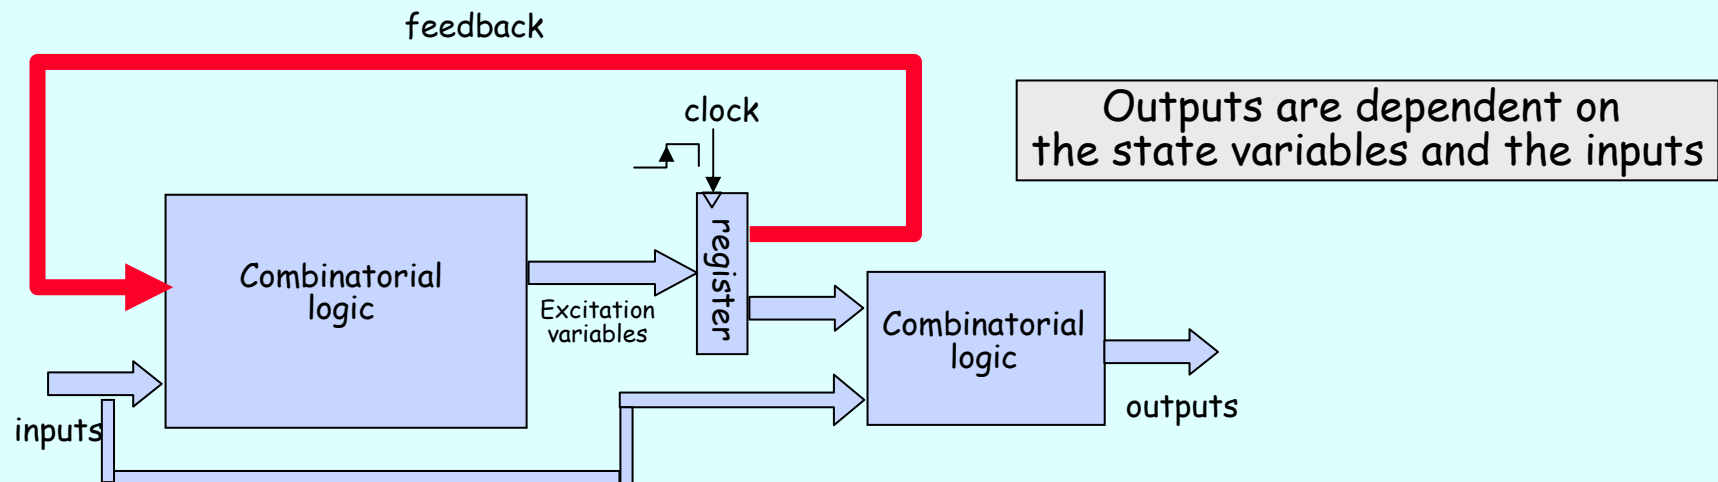 feedback
clock
Outputs are dependent on
the state variables and the inputs
register
Combinatorial
logic
Excitation
variables
Combinatorial
logic
inputs
outputs